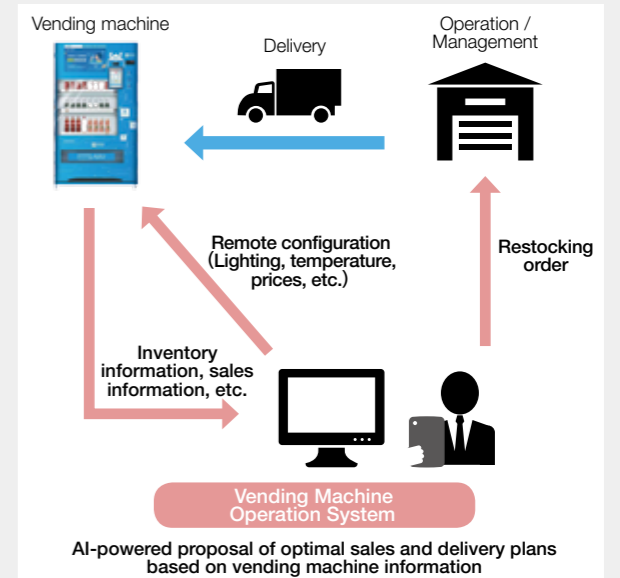 Vending machine
Operation /
Management
Delivery
Remote configuration
(Lighting, temperature,
prices, etc.)
Restocking
order
Inventory
information, sales
information, etc.
Vending Machine
Operation System
AI-powered proposal of optimal sales and delivery plans
based on vending machine information